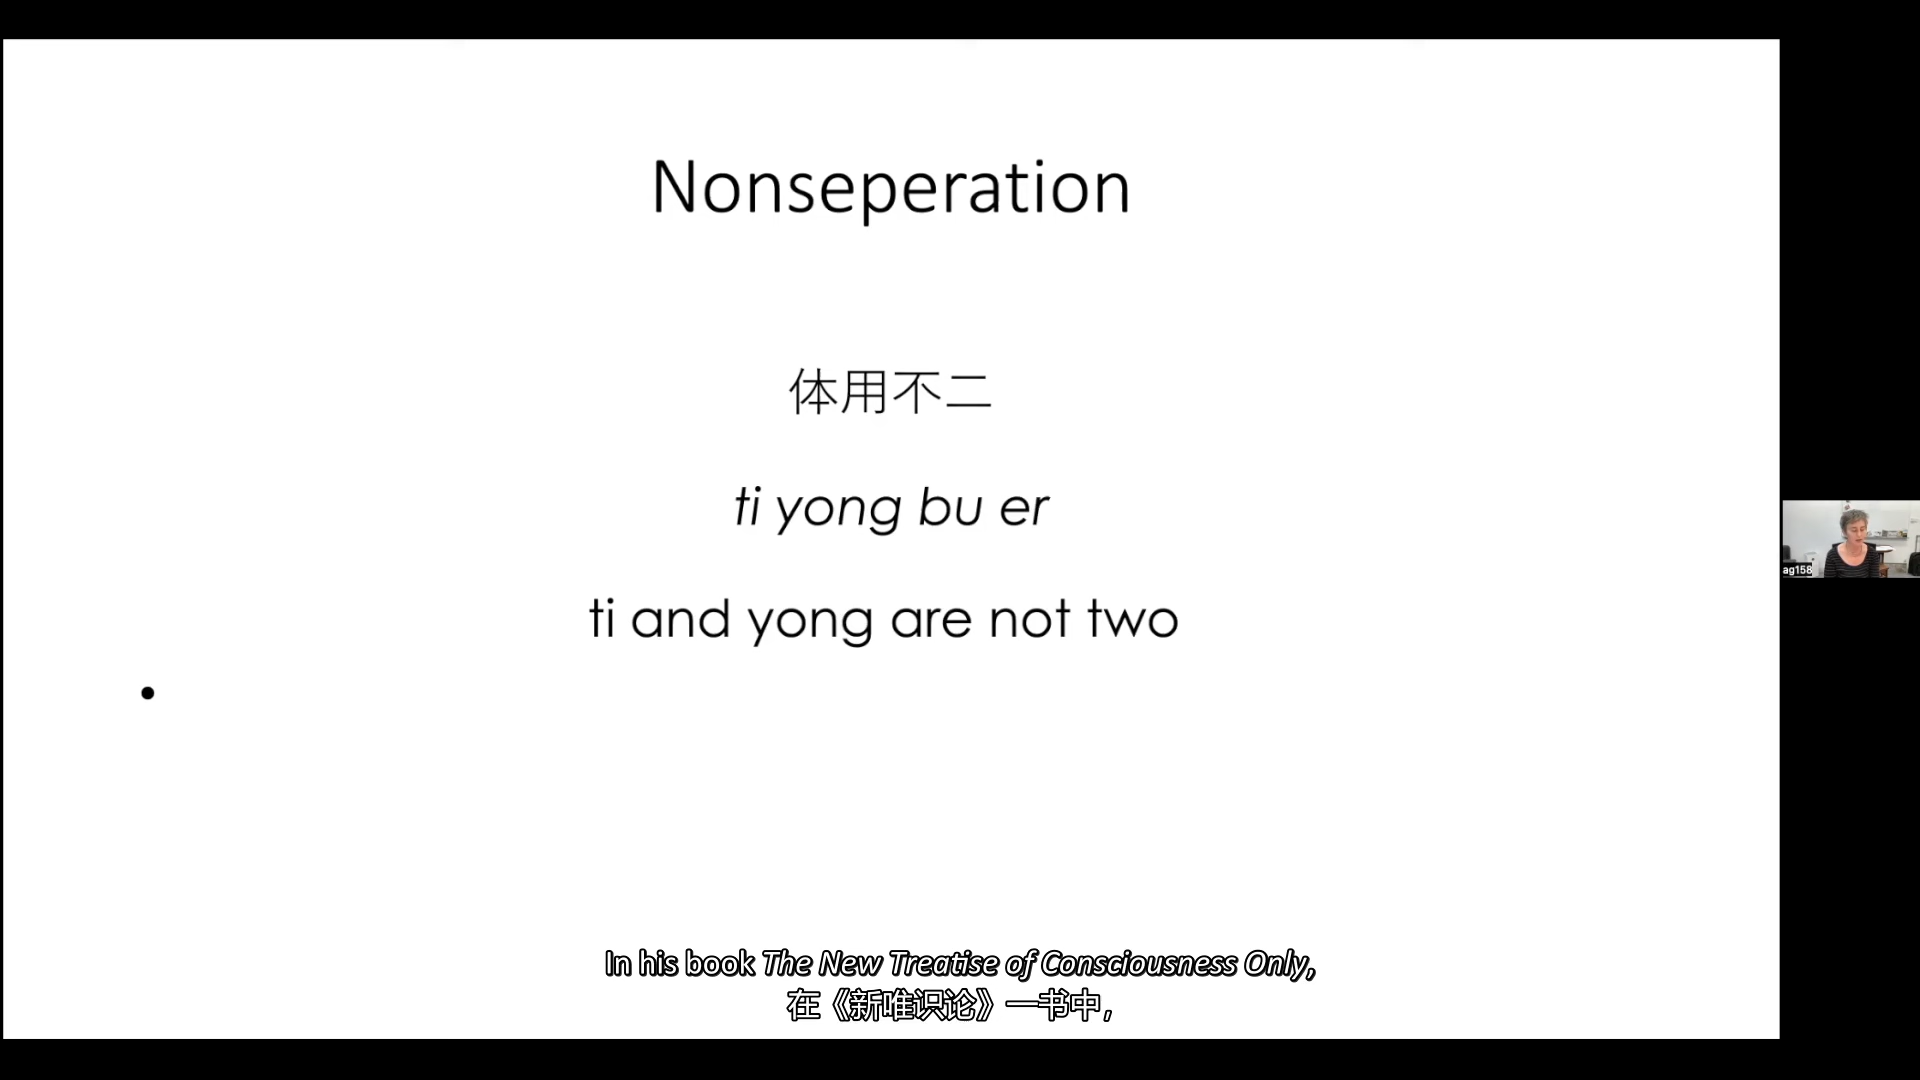 Nonseperation
体用不二
ti yong bu er
ti and yong are not two
ag158
In his book The New Treatise of Consciousness Only,
在《新唯识论》一书中，